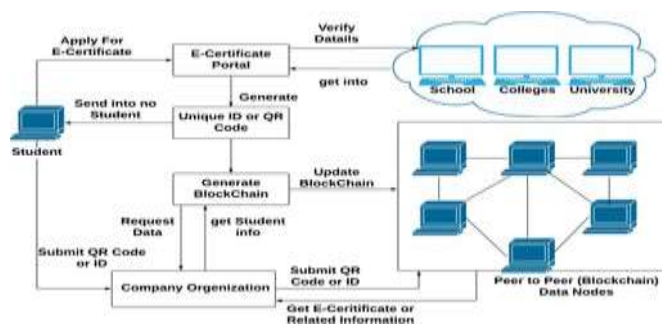 Apply For
E-Certificate
E-Certificate
Portal
Verify
Datails
get into
School
Colleges
University
Generate
Send Into no
Student
Unique ID or QR
Code
Student
Generate
BlockChain
Update
BlockChain
Request
Data
get Student
info
Submit QR Code
or ID
Company Orgenization
Submit QR
Code or ID
Peer to Peer (Blockchain)
Data Nodes
Get E-Ceritificate or
Related Information